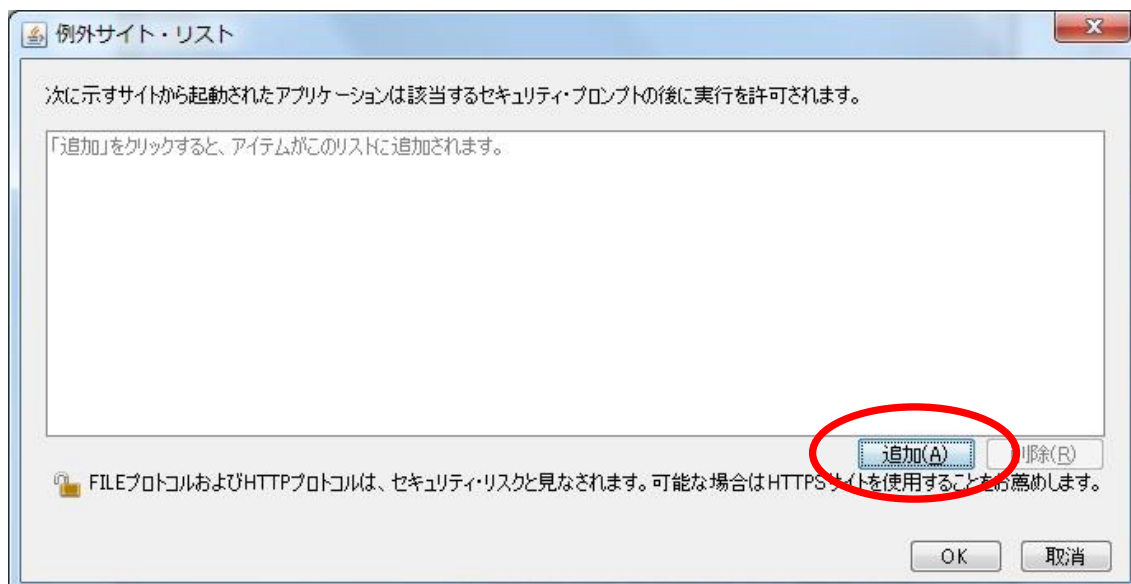 例外サイト・リスト
次に示すサイトから起動されたアプリケーションは該当するセキュリティ・プロンプトの後に実行を許可されます。
「追加」をクリックすると、アイテムがこのリストに追加されます。
追加(A) 削除(R)
FILEプロトコルおよびHTTPプロトコルは、セキュリティ・リスクと見なされます。可能な場合はHTTPSサイトを使用することをお薦めします。
OK 取消